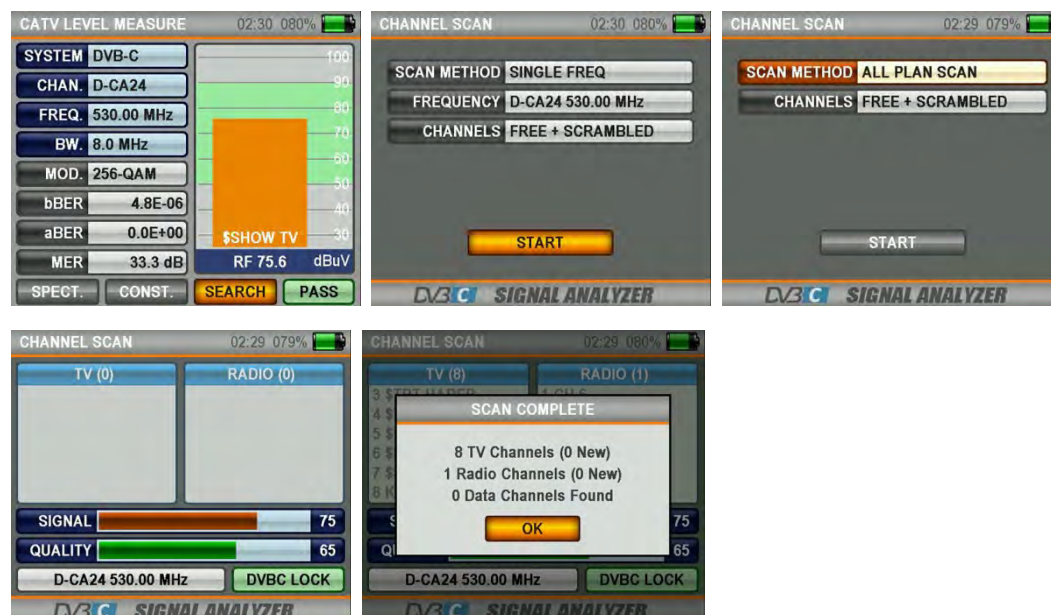 CATV LEVEL MEASURE 02:30 080%
SYSTEM DVB-C
CHAN. D-CA24
FREQ. 530.00 MHz
BW. 8.0 MHz
MOD. 256-QAM
bBER 4.8E-06
aBER 0.0E+00
MER 33.3 dB
100
90
80
70
60
50
40
30
$SHOW TV
RF 75.6 dBuV
SPECT. CONST. SEARCH PASS
CHANNEL SCAN 02:30 080%
SCAN METHOD SINGLE FREQ
FREQUENCY D-CA24 530.00 MHz
CHANNELS FREE + SCRAMBLED
START
DVB C SIGNAL ANALYZER
CHANNEL SCAN 02:29 079%
SCAN METHOD ALL PLAN SCAN
CHANNELS FREE + SCRAMBLED
START
DVB C SIGNAL ANALYZER
CHANNEL SCAN 02:29 079%
TV (0) RADIO (0)
SIGNAL 75
QUALITY 65
D-CA24 530.00 MHz DVBC LOCK
DVB C SIGNAL ANALYZER
CHANNEL SCAN 02:29 080%
TV (8) RADIO (1)
SCAN COMPLETE
8 TV Channels (0 New)
1 Radio Channels (0 New)
0 Data Channels Found
OK
75
65
D-CA24 530.00 MHz DVBC LOCK
DVB C SIGNAL ANALYZER